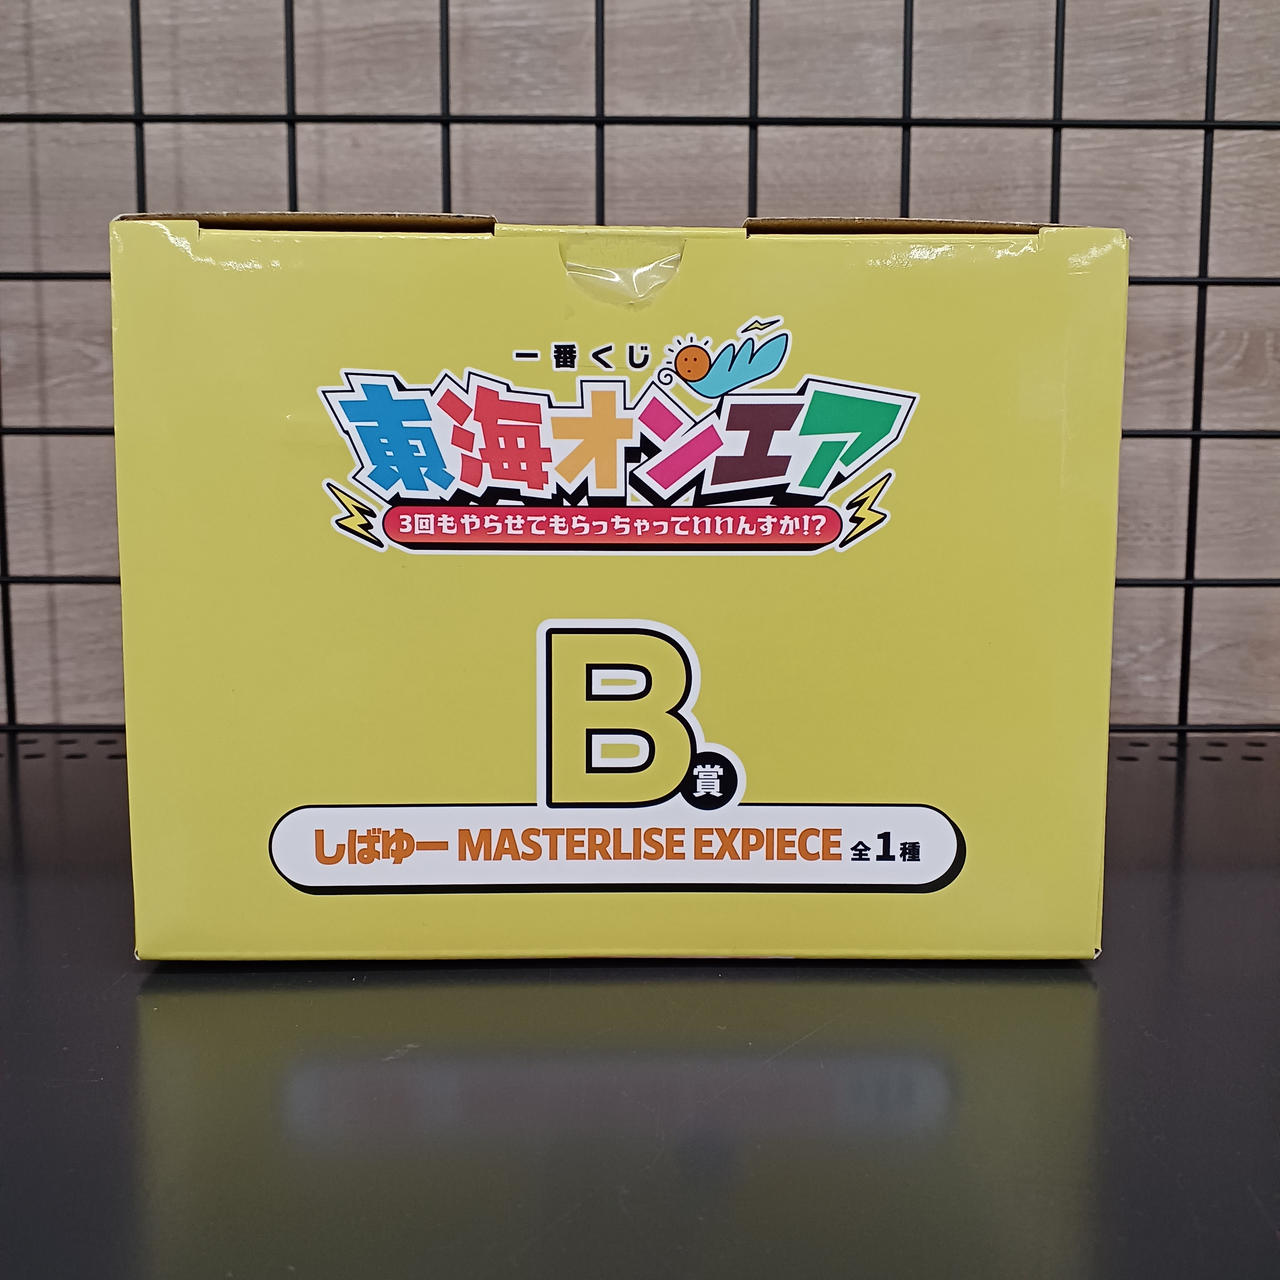 一番くじ
東海オンエア
3回もやらせてもらっちゃっていいんすか!?
B賞
しばゆー MASTERLISE EXPIECE 全1種